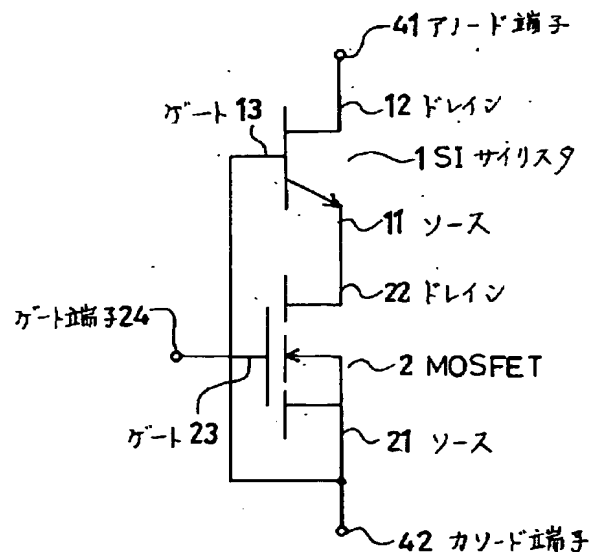 41 アノード端子
12 ドレイン
ゲート 13
1 SI サイリスタ
11 ソース
22 ドレイン
ゲート端子24
2 MOSFET
ゲート 23
21 ソース
42 カソード端子